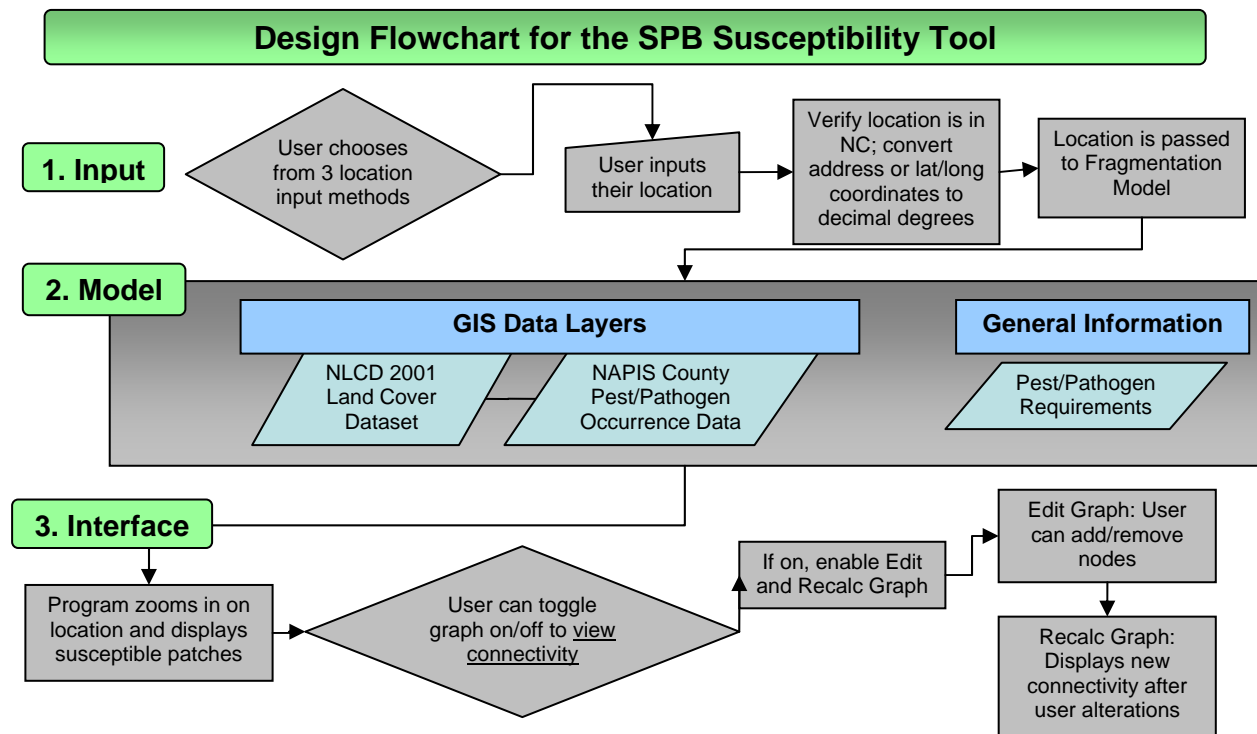 Design Flowchart for the SPB Susceptibility Tool
1. Input
User chooses
from 3 location
input methods
User inputs
their location
Verify location is in
NC; convert
address or lat/long
coordinates to
decimal degrees
Location is passed
to Fragmentation
Model
2. Model
GIS Data Layers
NLCD 2001
Land Cover
Dataset
NAPIS County
Pest/Pathogen
Occurrence Data
General Information
Pest/Pathogen
Requirements
3. Interface
Program zooms in on
location and displays
susceptible patches
User can toggle
graph on/off to view
connectivity
If on, enable Edit
and Recalc Graph
Edit Graph: User
can add/remove
nodes
Recalc Graph:
Displays new
connectivity after
user alterations